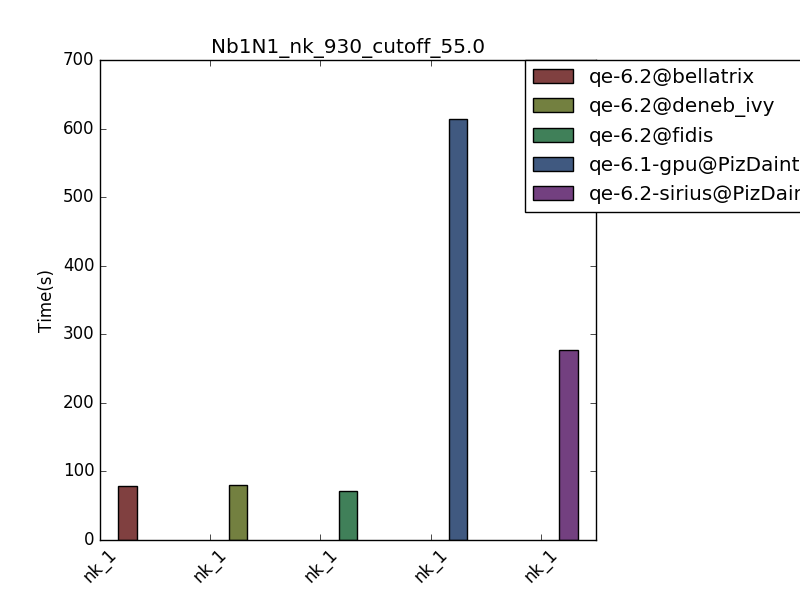 Nb1N1_nk_930_cutoff_55.0
700
600
500
400
300
200
100
0
Time(s)
qe-6.2@bellatrix
qe-6.2@deneb_ivy
qe-6.2@fidis
qe-6.1-gpu@PizDaint
qe-6.2-sirius@PizDain
nk_1
nk_1
nk_1
nk_1
nk_1